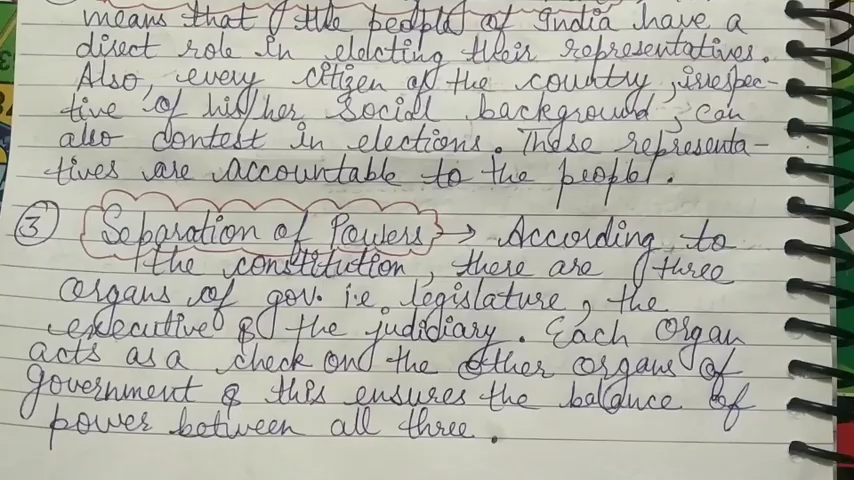 means that the people of India have a
direct role in electing their representatives.
Also, every citizen of the country, irrespec-
tive of his/her social background, can
also contest in elections. These representa-
tives are accountable to the people.
③ Separation of Powers → According to
the constitution, there are three
organs of gov. i.e. legislature, the
executive & the judidiary. Each organ
acts as a check on the other organs of
government & this ensures the balance of
power between all three.